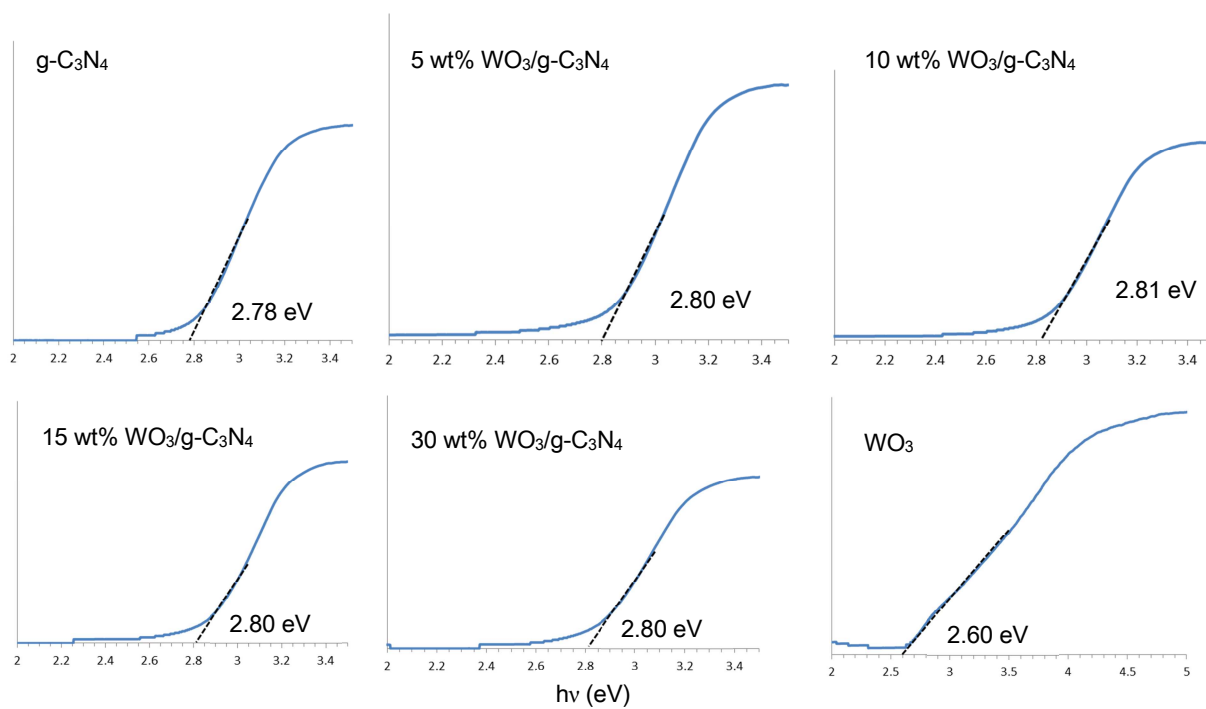 g-C₃N₄
2.78 eV
2 2.2 2.4 2.6 2.8 3 3.2 3.4
5 wt% WO₃/g-C₃N₄
2.80 eV
2 2.2 2.4 2.6 2.8 3 3.2 3.4
10 wt% WO₃/g-C₃N₄
2.81 eV
2 2.2 2.4 2.6 2.8 3 3.2 3.4
15 wt% WO₃/g-C₃N₄
2.80 eV
2 2.2 2.4 2.6 2.8 3 3.2 3.4
30 wt% WO₃/g-C₃N₄
2.80 eV
2 2.2 2.4 2.6 2.8 3 3.2 3.4
WO₃
2.60 eV
2 2.5 3 3.5 4 4.5 5
hν (eV)